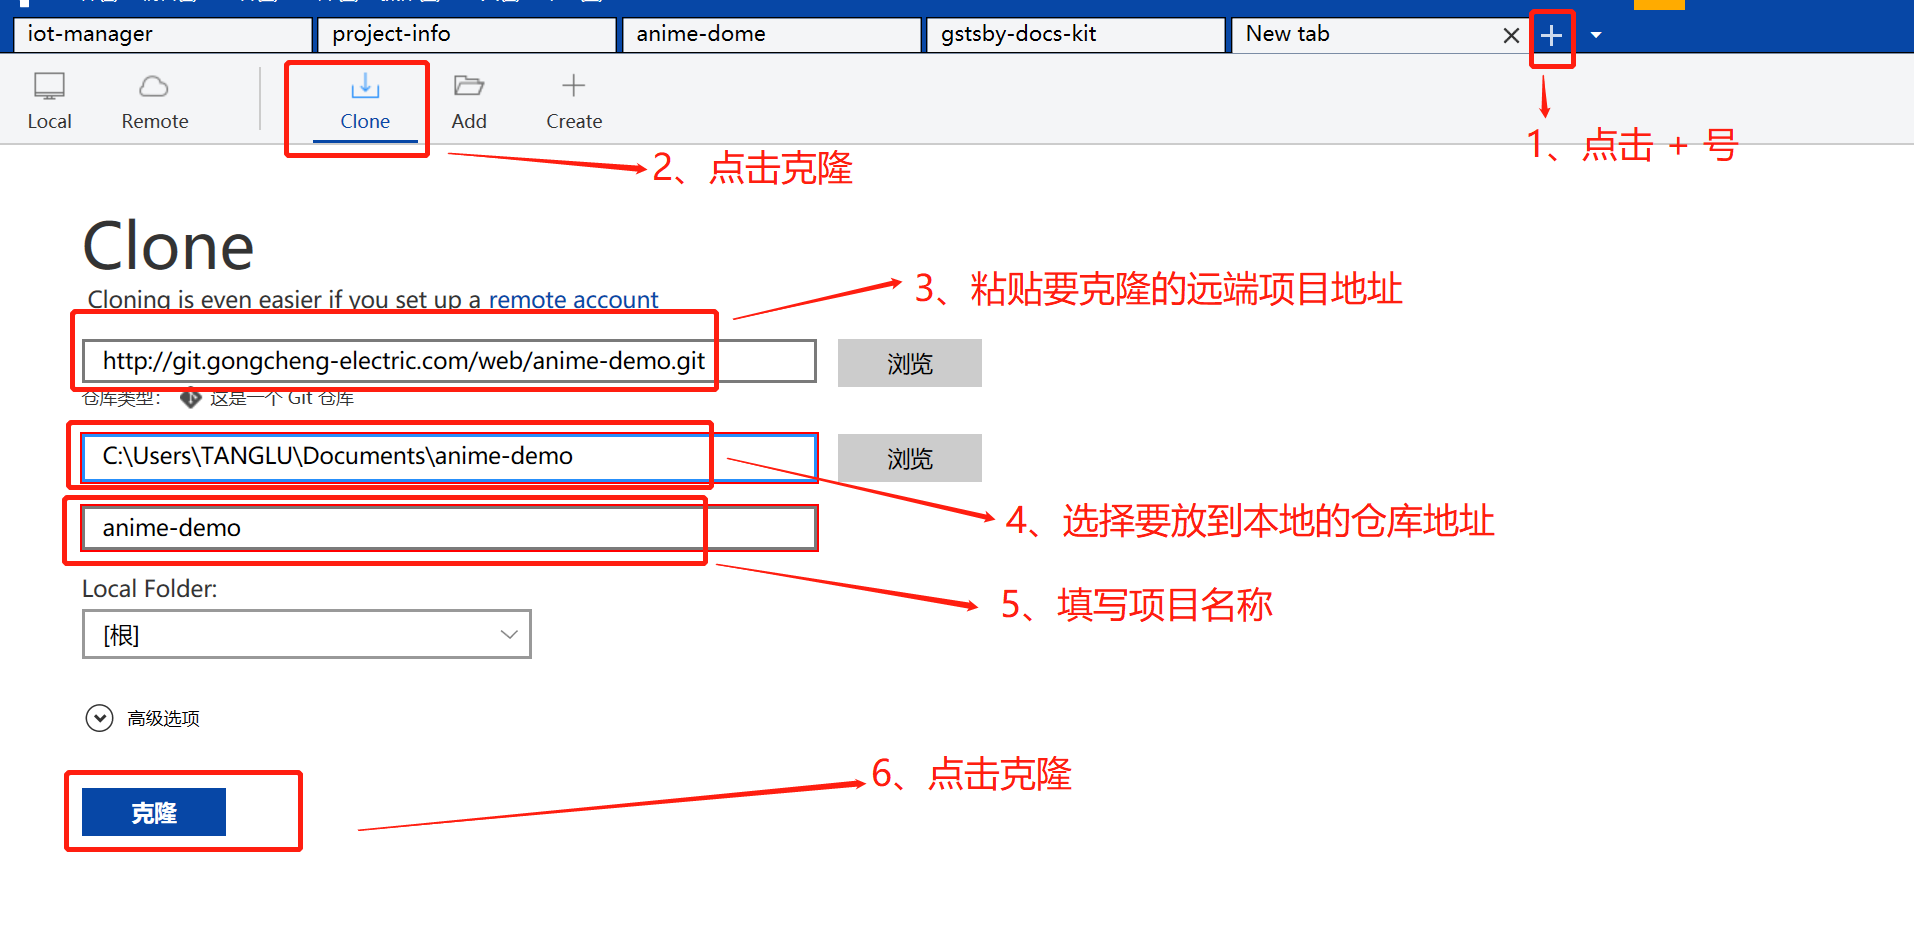 iot-manager
project-info
anime-dome
gstsby-docs-kit
New tab
Local
Remote
Clone
Add
Create
1、点击 + 号
2、点击克隆
Clone
Cloning is even easier if you set up a remote account
3、粘贴要克隆的远端项目地址
http://git.gongcheng-electric.com/web/anime-demo.git
浏览
仓库类型： 这是一个 Git 仓库
C:\Users\TANGLU\Documents\anime-demo
浏览
4、选择要放到本地的仓库地址
anime-demo
5、填写项目名称
Local Folder:
[根]
高级选项
6、点击克隆
克隆